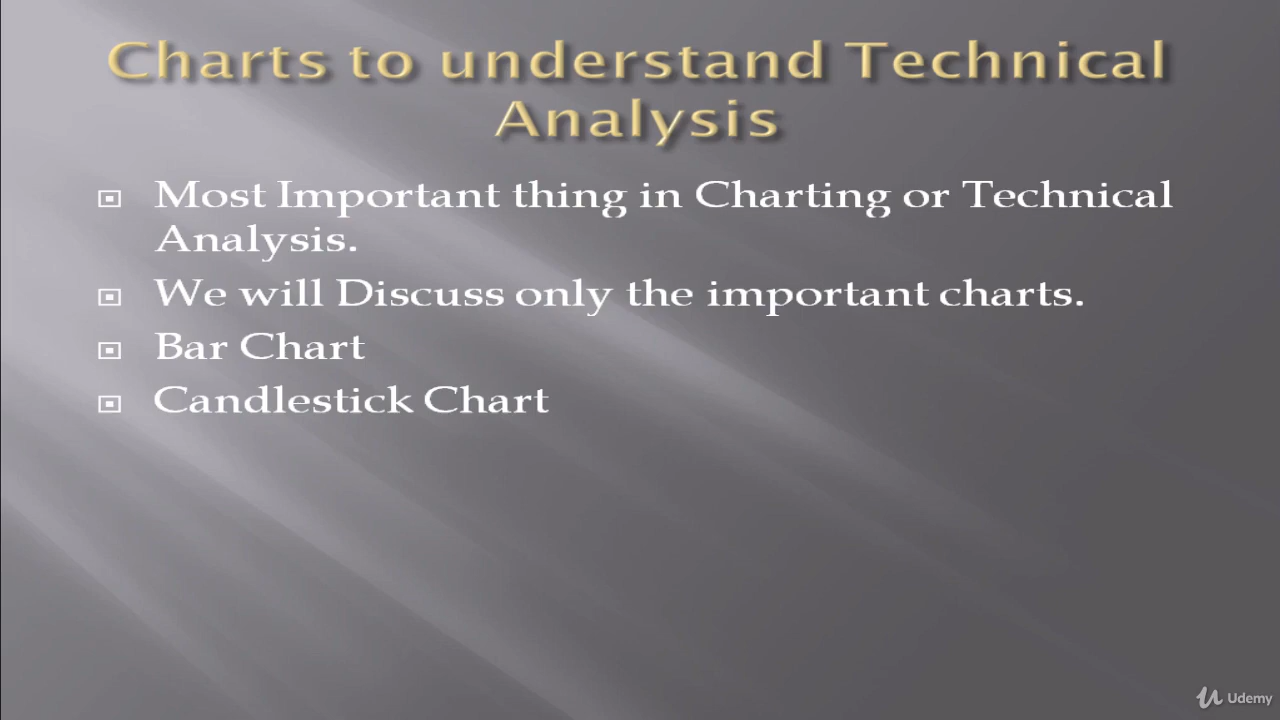 Charts to understand Technical
Analysis
Most Important thing in Charting or Technical
Analysis.
We will Discuss only the important charts.
Bar Chart
Candlestick Chart
Udemy